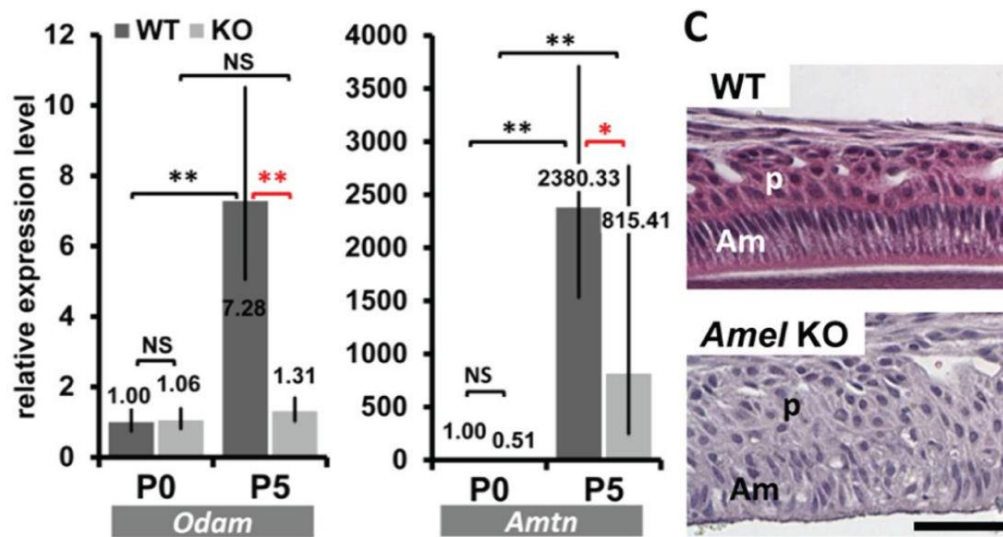 relative expression level
12
10
8
6
4
2
0
WT KO
NS
**
**
NS
1.00
1.06
7.28
1.31
P0 P5
Odam
4000
3500
3000
2500
2000
1500
1000
500
0
**
**
*
NS
1.00
0.51
2380.33
815.41
P0 P5
Amtn
C
WT
p
Am
Amel KO
p
Am